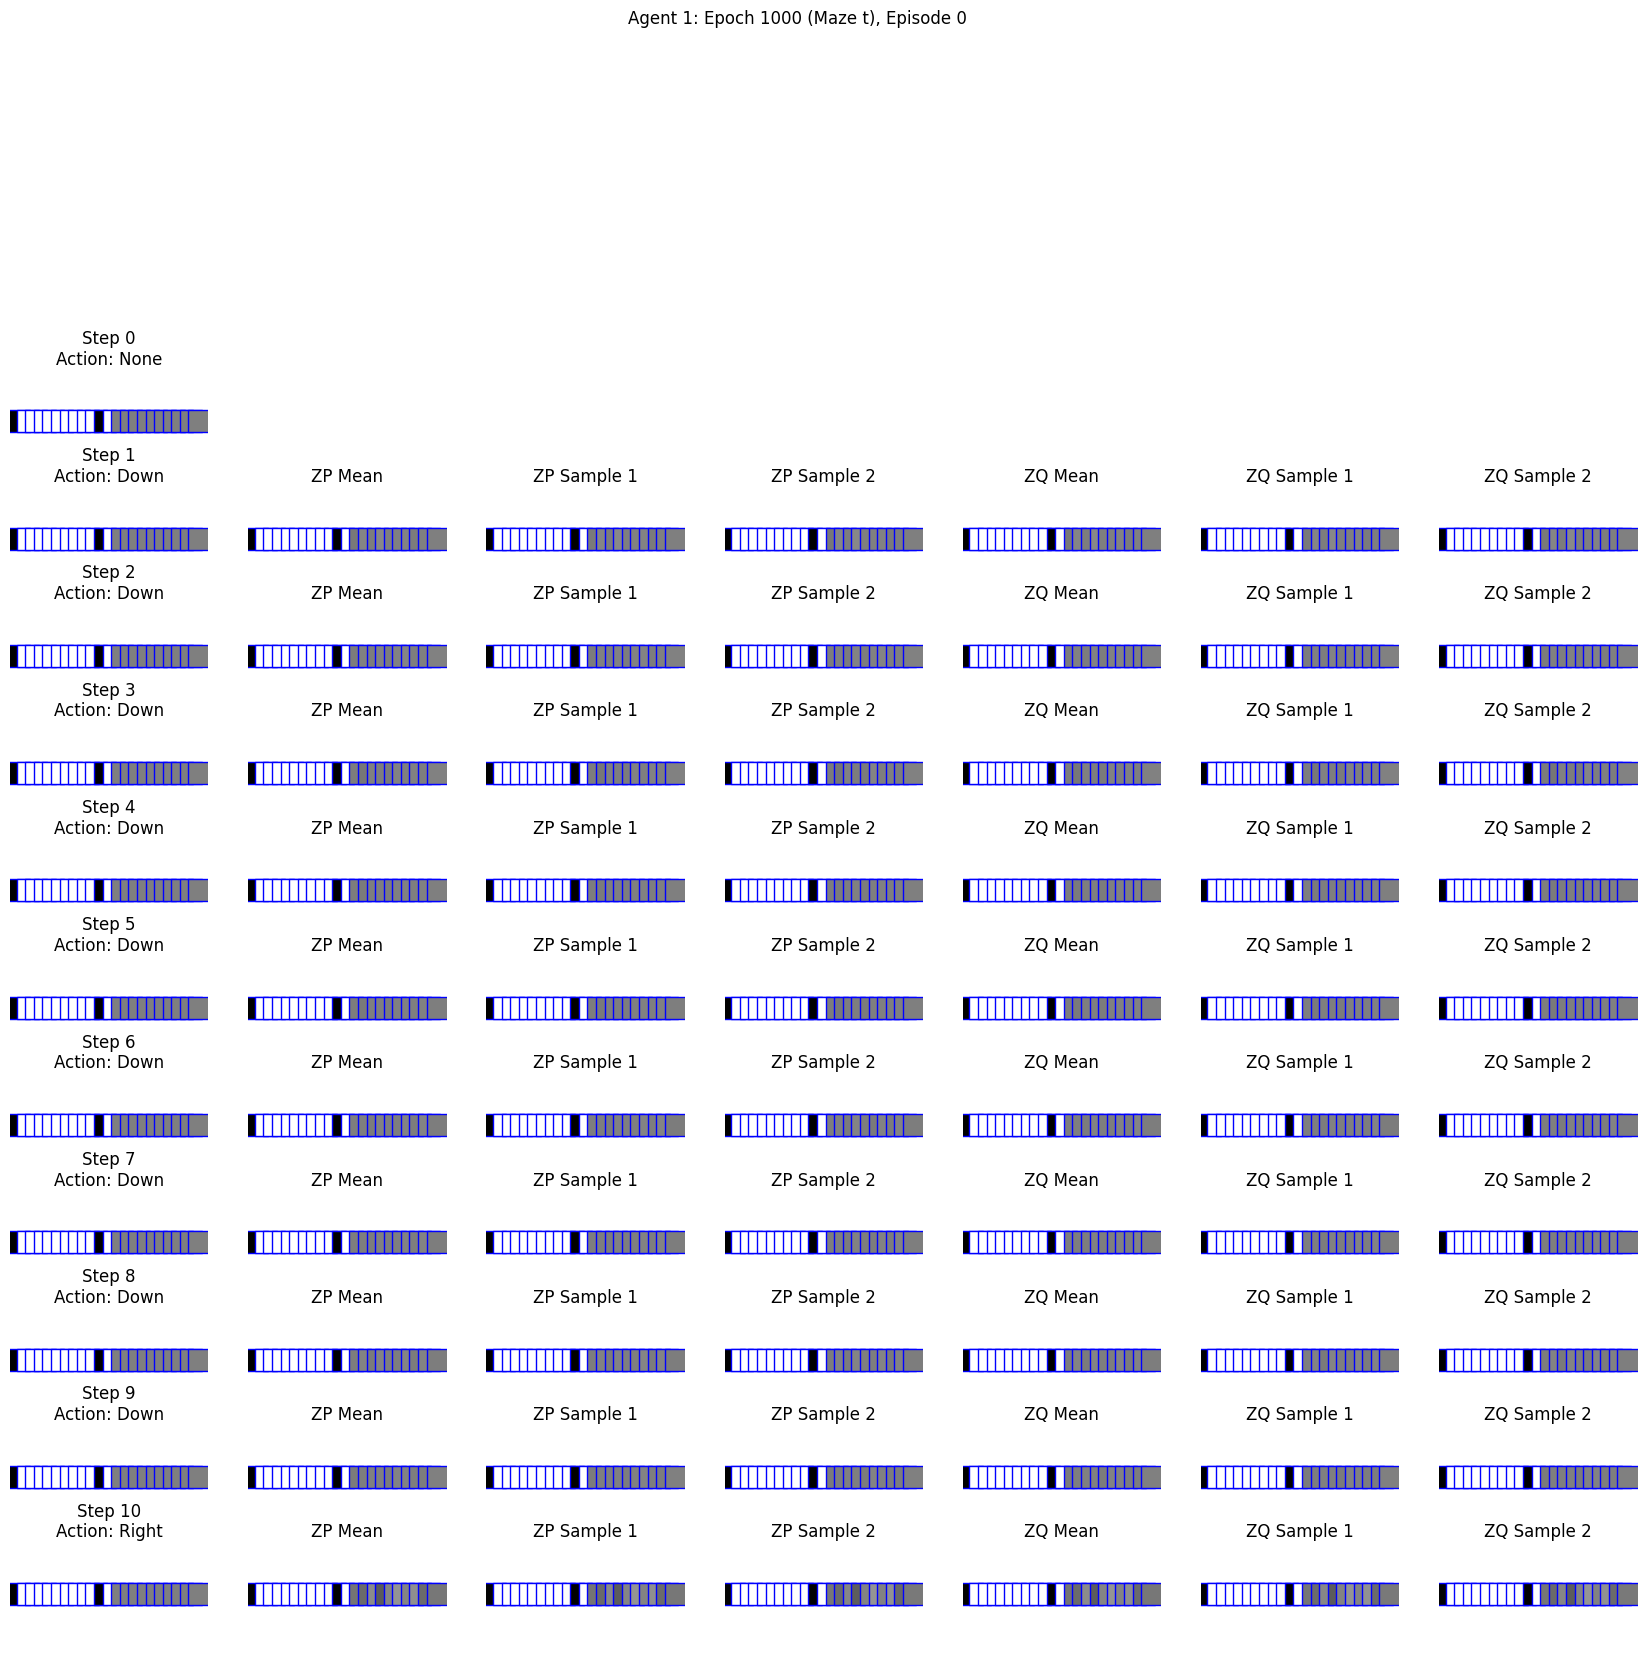 Agent 1: Epoch 1000 (Maze t), Episode 0
Step 0
Action: None
Step 1
Action: Down
ZP Mean
ZP Sample 1
ZP Sample 2
ZQ Mean
ZQ Sample 1
ZQ Sample 2
Step 2
Action: Down
ZP Mean
ZP Sample 1
ZP Sample 2
ZQ Mean
ZQ Sample 1
ZQ Sample 2
Step 3
Action: Down
ZP Mean
ZP Sample 1
ZP Sample 2
ZQ Mean
ZQ Sample 1
ZQ Sample 2
Step 4
Action: Down
ZP Mean
ZP Sample 1
ZP Sample 2
ZQ Mean
ZQ Sample 1
ZQ Sample 2
Step 5
Action: Down
ZP Mean
ZP Sample 1
ZP Sample 2
ZQ Mean
ZQ Sample 1
ZQ Sample 2
Step 6
Action: Down
ZP Mean
ZP Sample 1
ZP Sample 2
ZQ Mean
ZQ Sample 1
ZQ Sample 2
Step 7
Action: Down
ZP Mean
ZP Sample 1
ZP Sample 2
ZQ Mean
ZQ Sample 1
ZQ Sample 2
Step 8
Action: Down
ZP Mean
ZP Sample 1
ZP Sample 2
ZQ Mean
ZQ Sample 1
ZQ Sample 2
Step 9
Action: Down
ZP Mean
ZP Sample 1
ZP Sample 2
ZQ Mean
ZQ Sample 1
ZQ Sample 2
Step 10
Action: Right
ZP Mean
ZP Sample 1
ZP Sample 2
ZQ Mean
ZQ Sample 1
ZQ Sample 2